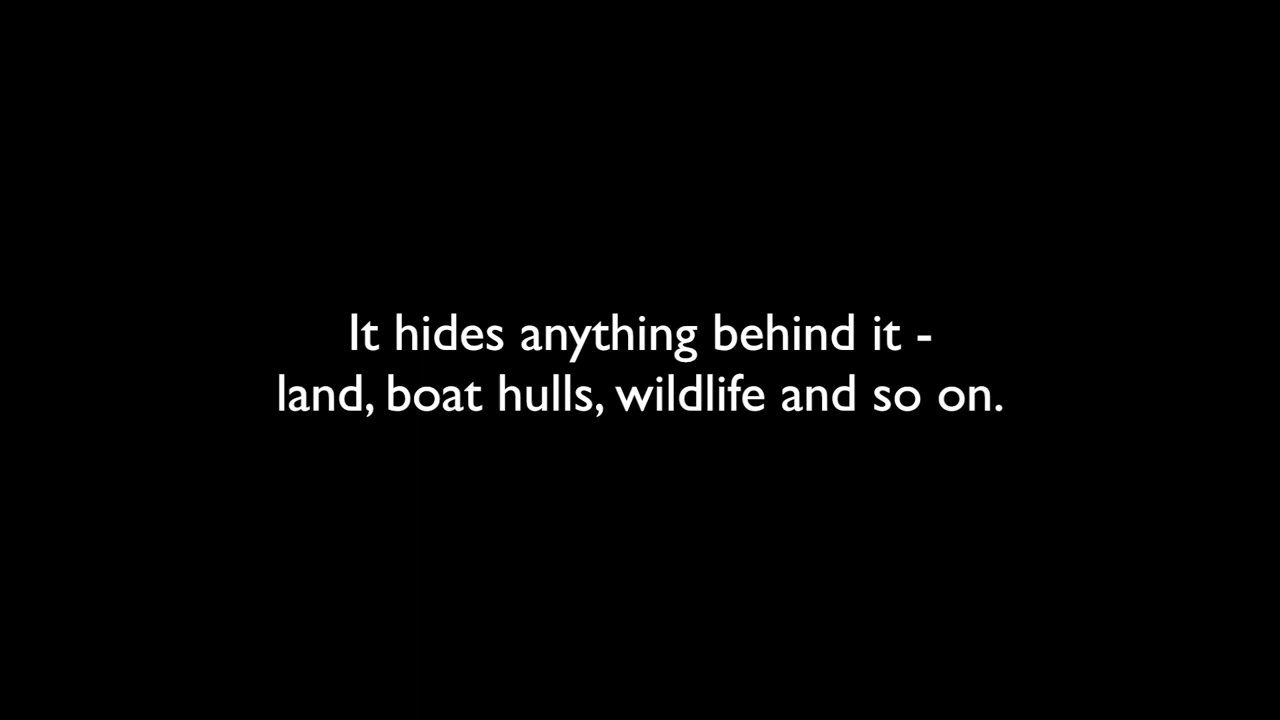 It hides anything behind it -
land, boat hulls, wildlife and so on.